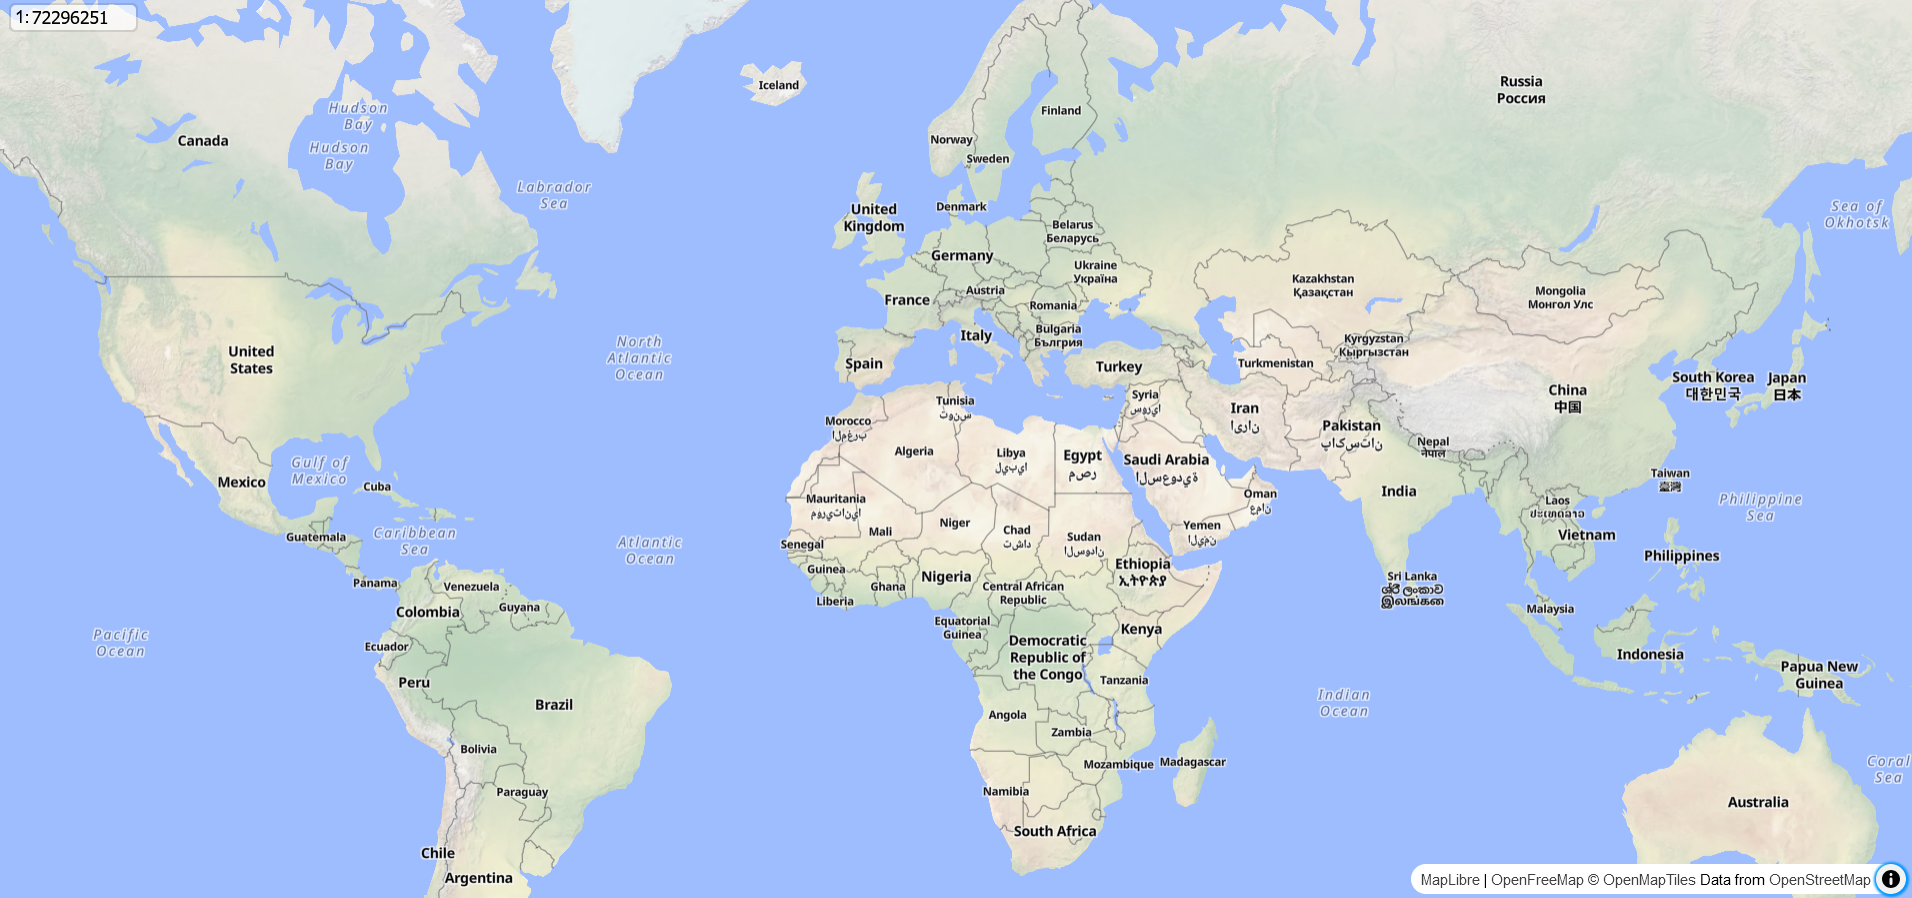 1: 72296251
Iceland
Russia
Россия
Hudson
Bay
Finland
Canada
Hudson
Bay
Norway
Sweden
Labrador
Sea
United
Kingdom
Denmark
Sea of
Okhotsk
Belarus
Беларусь
Germany
Ukraine
Україна
Kazakhstan
Қазақстан
Mongolia
Монгол Улс
Austria
France
Romania
Bulgaria
Italy
Kyrgyzstan
Кыргызстан
North
Atlantic
Ocean
United
States
Spain
Turkey
Turkmenistan
South Korea
대한민국
Japan
日本
China
中国
Tunisia
تونس
Syria
سوريا
Iran
ایران
Morocco
المغرب
Pakistan
پاکستان
Nepal
नेपाल
Algeria
Libya
ليبيا
Egypt
مصر
Saudi Arabia
السعودية
Gulf of
Mexico
Mexico
Cuba
Taiwan
臺灣
India
Oman
عمان
Mauritania
موريتانيا
Laos
ປະເທດລາວ
Philippine
Sea
Niger
Mali
Chad
تشاد
Sudan
السودان
Yemen
اليمن
Vietnam
Guatemala
Caribbean
Sea
Atlantic
Ocean
Senegal
Philippines
Guinea
Nigeria
Ethiopia
ኢትዮጵያ
Sri Lanka
ශ්‍රී ලංකාව
இலங்கை
Panama
Venezuela
Ghana
Central African
Republic
Liberia
Colombia
Guyana
Malaysia
Equatorial
Guinea
Kenya
Pacific
Ocean
Ecuador
Democratic
Republic of
the Congo
Indonesia
Papua New
Guinea
Peru
Tanzania
Brazil
Indian
Ocean
Angola
Zambia
Bolivia
Mozambique
Madagascar
Coral
Sea
Paraguay
Namibia
Australia
South Africa
Chile
Argentina
MapLibre | OpenFreeMap © OpenMapTiles Data from OpenStreetMap